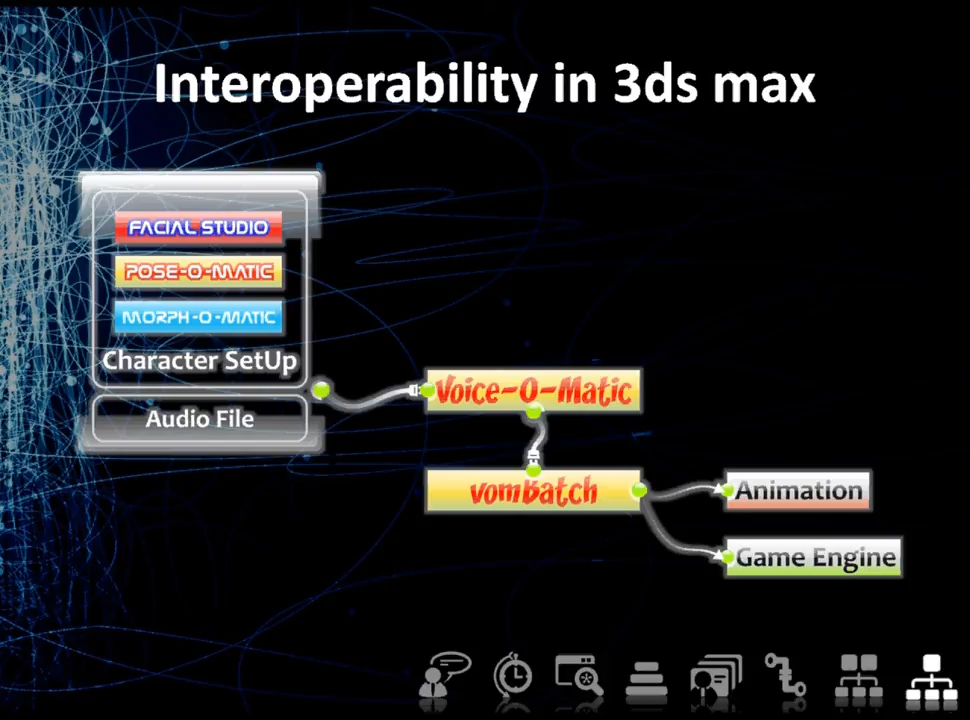 Interoperability in 3ds max
FACIAL STUDIO
POSE-O-MATIC
MORPH-O-MATIC
Character SetUp
Audio File
Voice-O-Matic
vomBatch
Animation
Game Engine